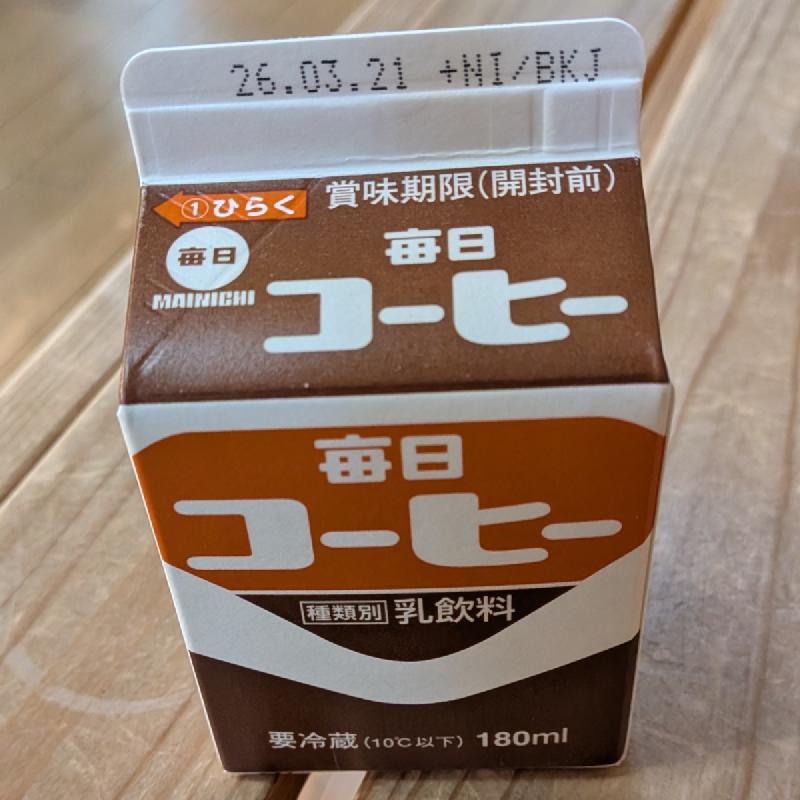 26.03.21 +NI/BKJ
①ひらく
賞味期限(開封前)
毎日
MAINICHI
毎日
コーヒー
毎日
コーヒー
種類別 乳飲料
要冷蔵(10℃以下) 180ml